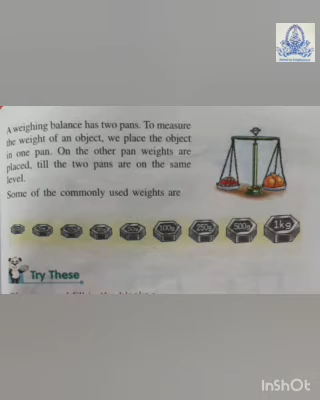 A weighing balance has two pans. To measure
the weight of an object, we place the object
in one pan. On the other pan weights are
placed, till the two pans are on the same
level.
Some of the commonly used weights are
100g 250g 500g 1kg
Try These
InShOt